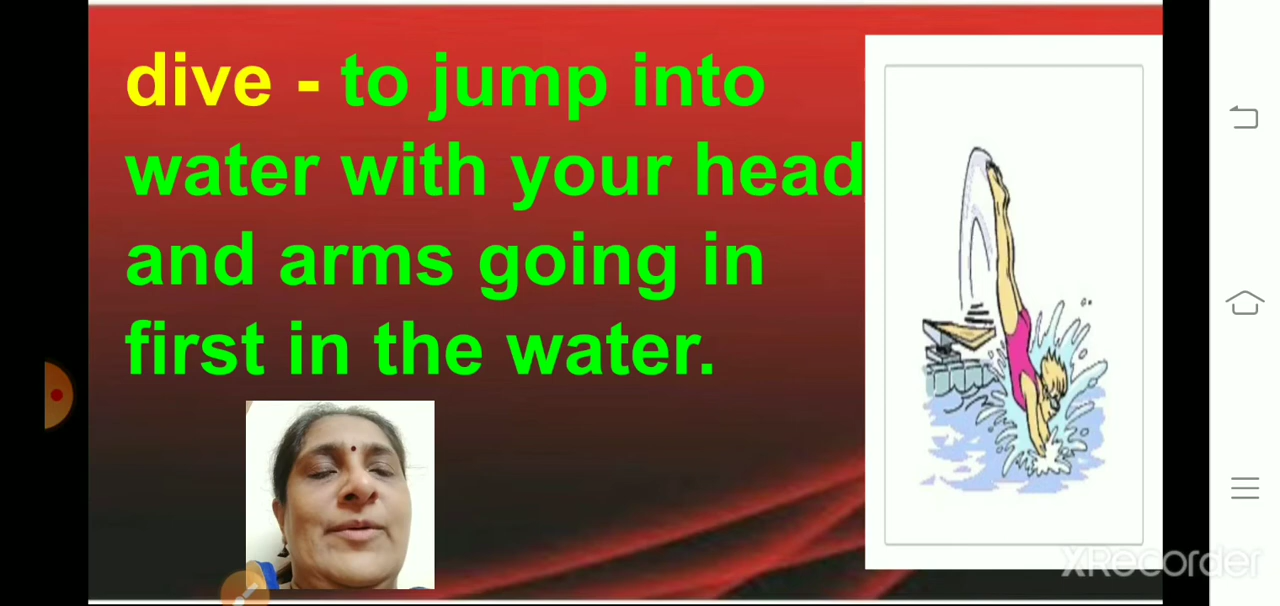 dive - to jump into
water with your head
and arms going in
first in the water.
XRecorder